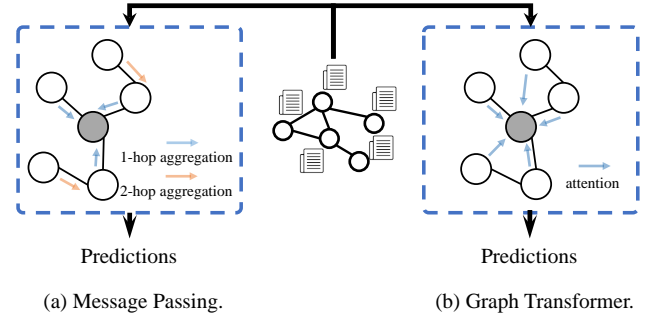 1-hop aggregation
2-hop aggregation
attention
Predictions
Predictions
(a) Message Passing.
(b) Graph Transformer.